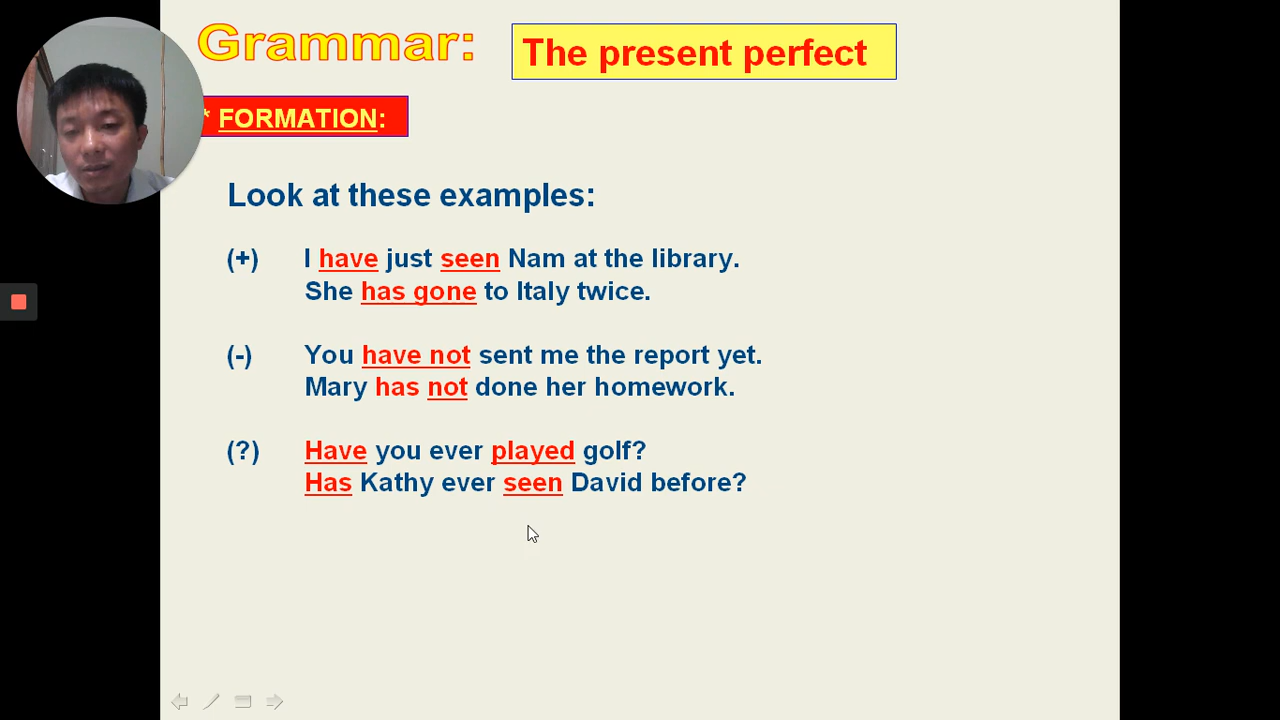 Grammar:
The present perfect
* FORMATION:
Look at these examples:
(+) I have just seen Nam at the library.
She has gone to Italy twice.
(-) You have not sent me the report yet.
Mary has not done her homework.
(?) Have you ever played golf?
Has Kathy ever seen David before?